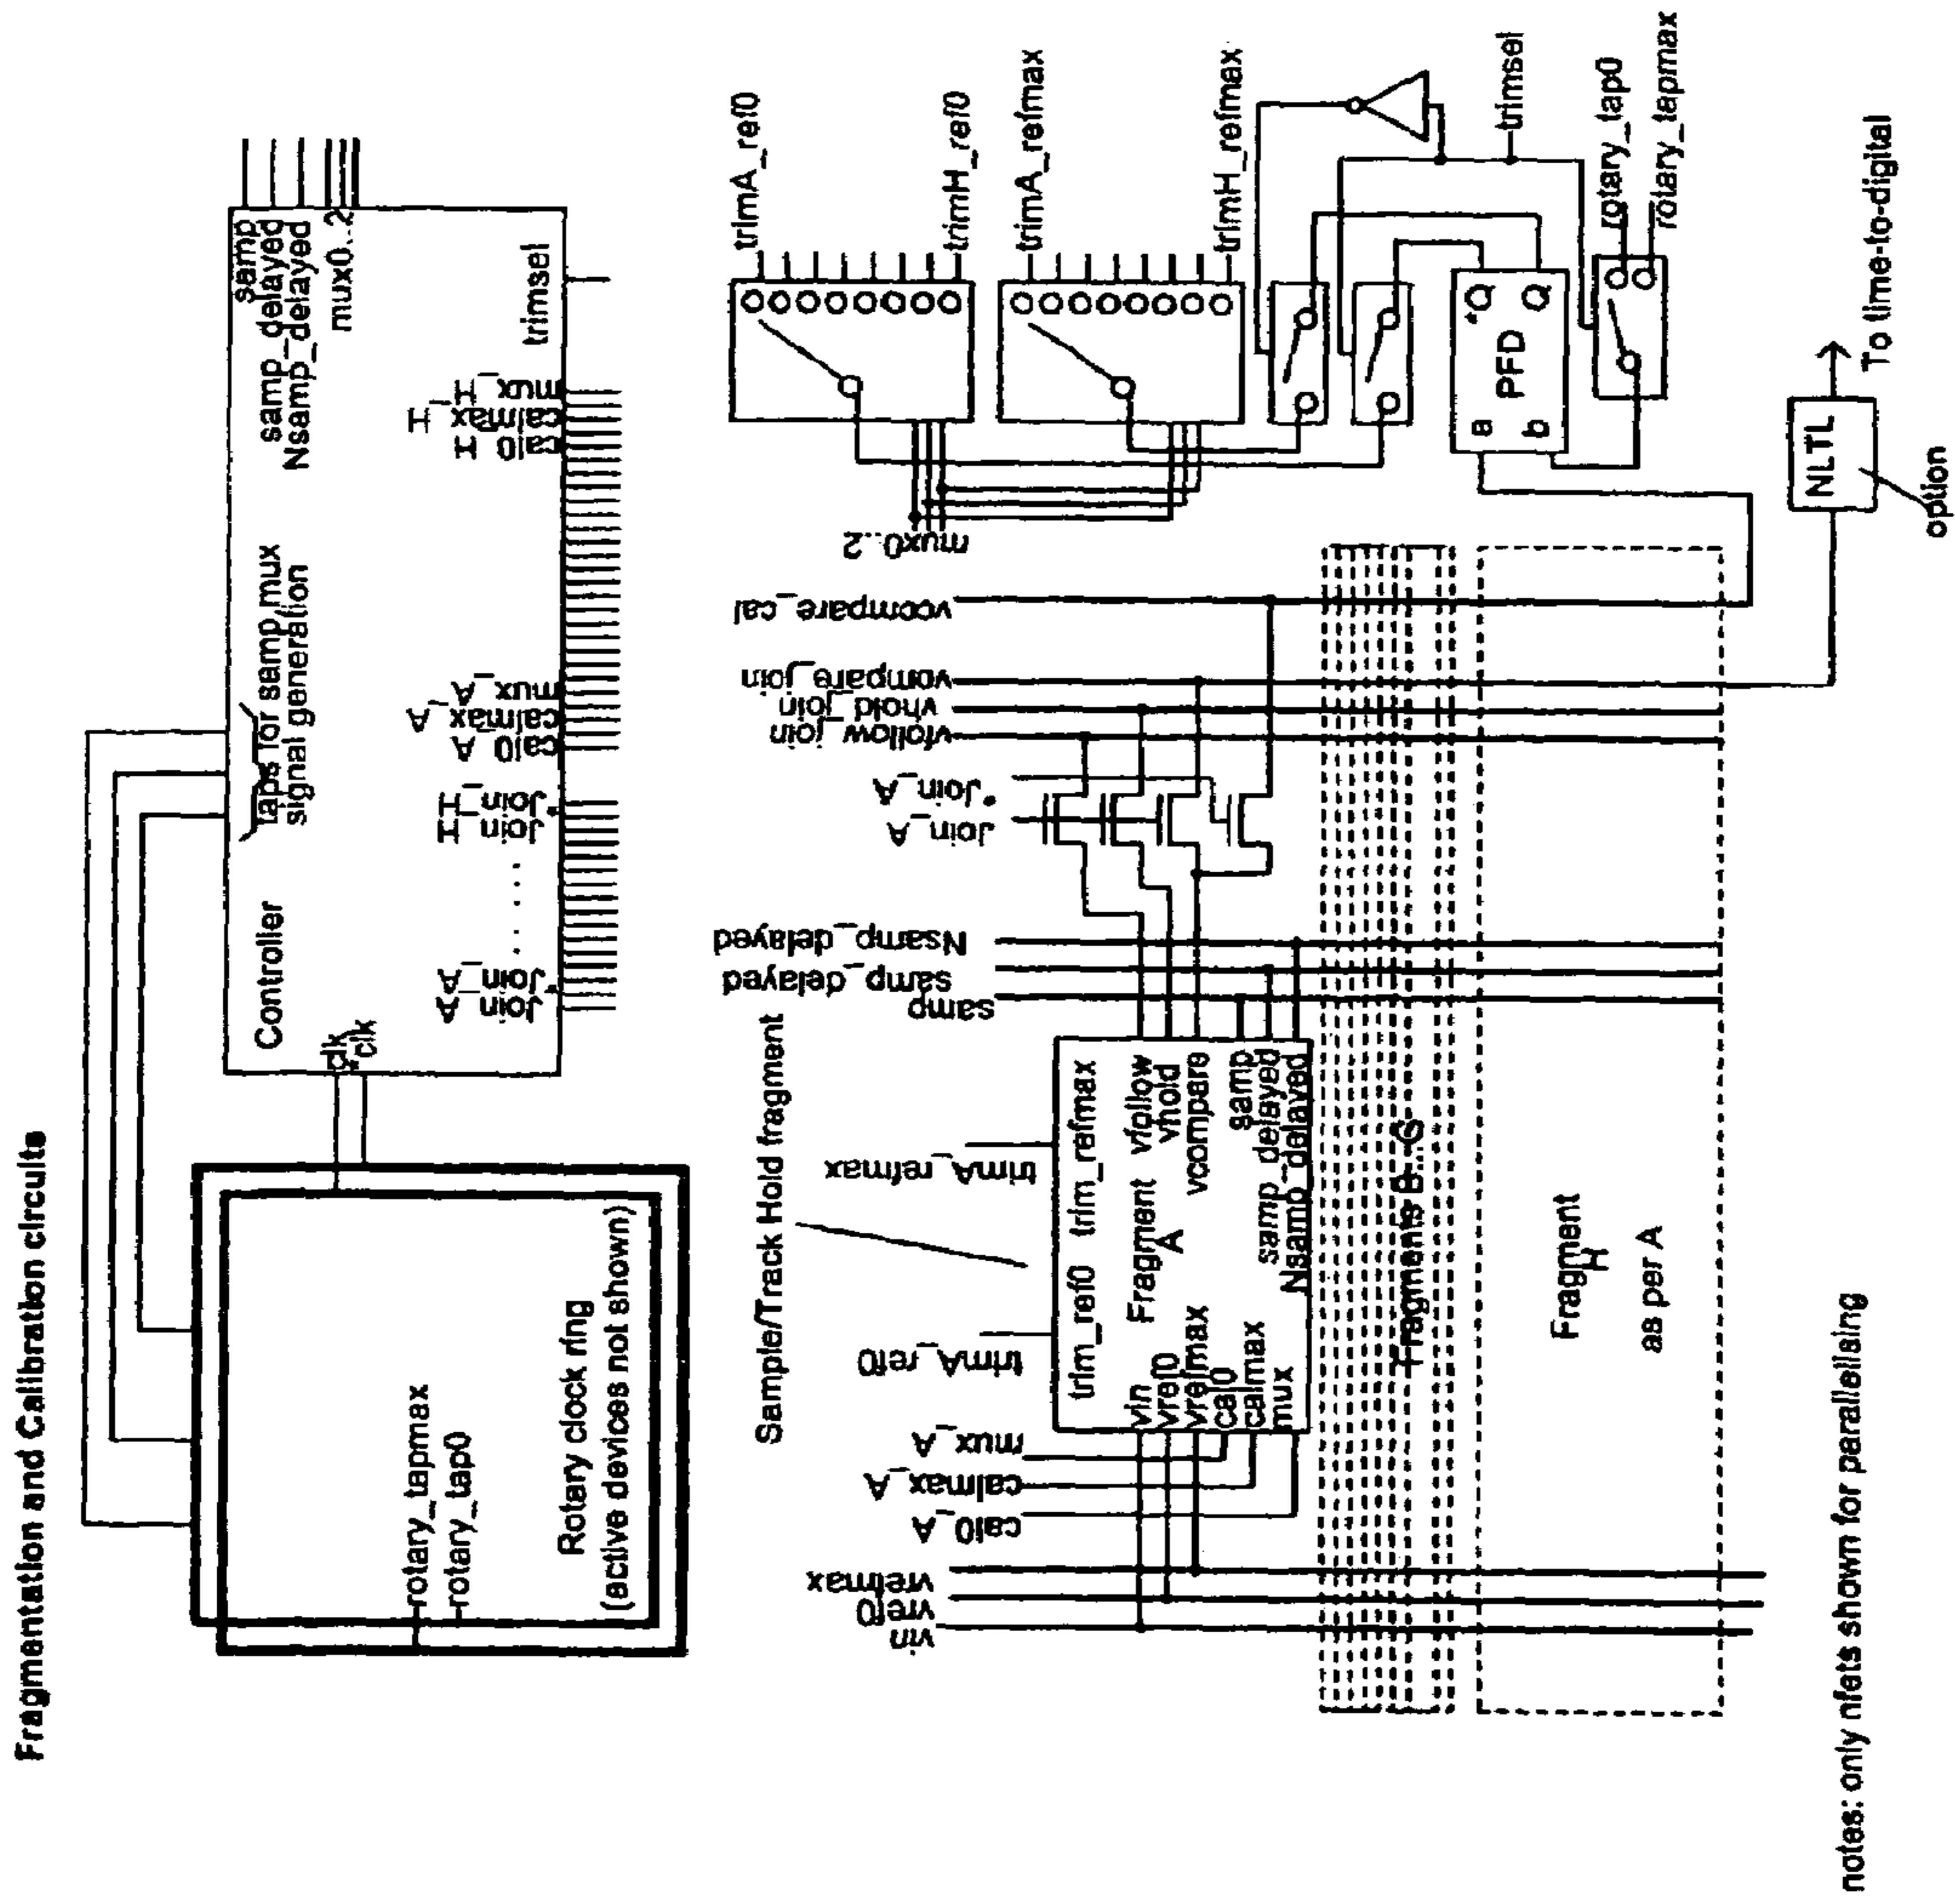 Fragmentation and Calibration circuits
rotary_tapmax
rotary_tap0
Rotary clock ring
(active devices not shown)
Controller
clk
*clk
taps for samp,mux
signal generation
samp
samp_delayed
Nsamp_delayed
mux0..2
trimsel
Join_A
*Join_A
. . . . .
Join_H
*Join_H
cal0_A
calmax_A
mux_A
cal0_H
calmax_H
mux_H
Sample/Track Hold fragment
trimA_ref0
trimA_refmax
trim_ref0 trim_refmax
Fragment
A
vin
vref0
vrefmax
cal0
calmax
mux
vfollow
vhold
vcompare
samp
samp_delayed
Nsamp_delayed
mux_A
calmax_A
cal0_A
vrefmax
vref0
vin
Nsamp_delayed
samp_delayed
samp
*Join_A
Join_A
vcompare_cal
vompare_join
vhold_join
vfollow_join
mux0..2
trimA_ref0
trimH_ref0
trimA_refmax
trimH_refmax
a
b
PFD
*Q
Q
trimsel
rotary_tap0
rotary_tapmax
NLTL
option
To time-to-digital
Fragments B...G
Fragment
H
as per A
notes: only nfets shown for parallelising